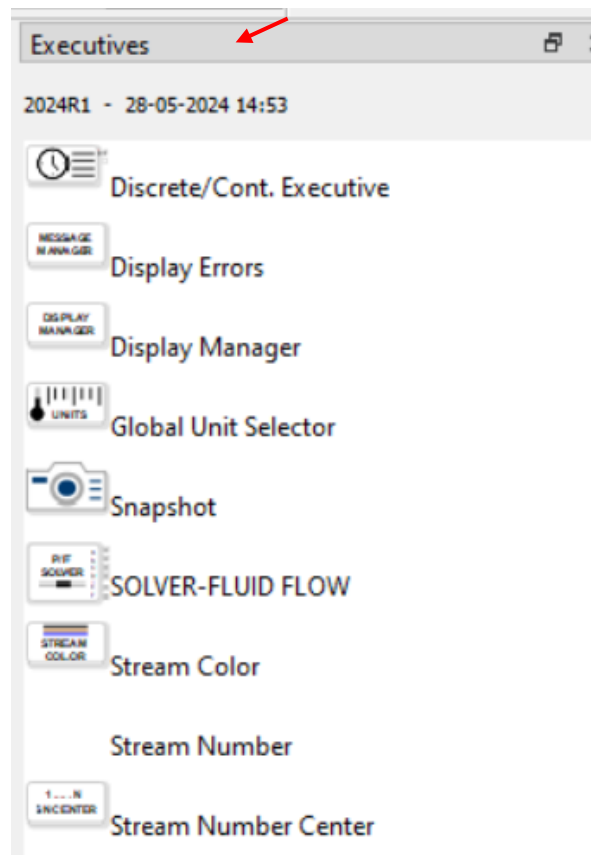 Executives
2024R1 - 28-05-2024 14:53
Discrete/Cont. Executive
MESSAGE
MANAGER
Display Errors
DISPLAY
MANAGER
Display Manager
UNITS
Global Unit Selector
Snapshot
P/F
SOLVER
SOLVER-FLUID FLOW
STREAM
COLOR
Stream Color
Stream Number
1...N
Stream Number Center